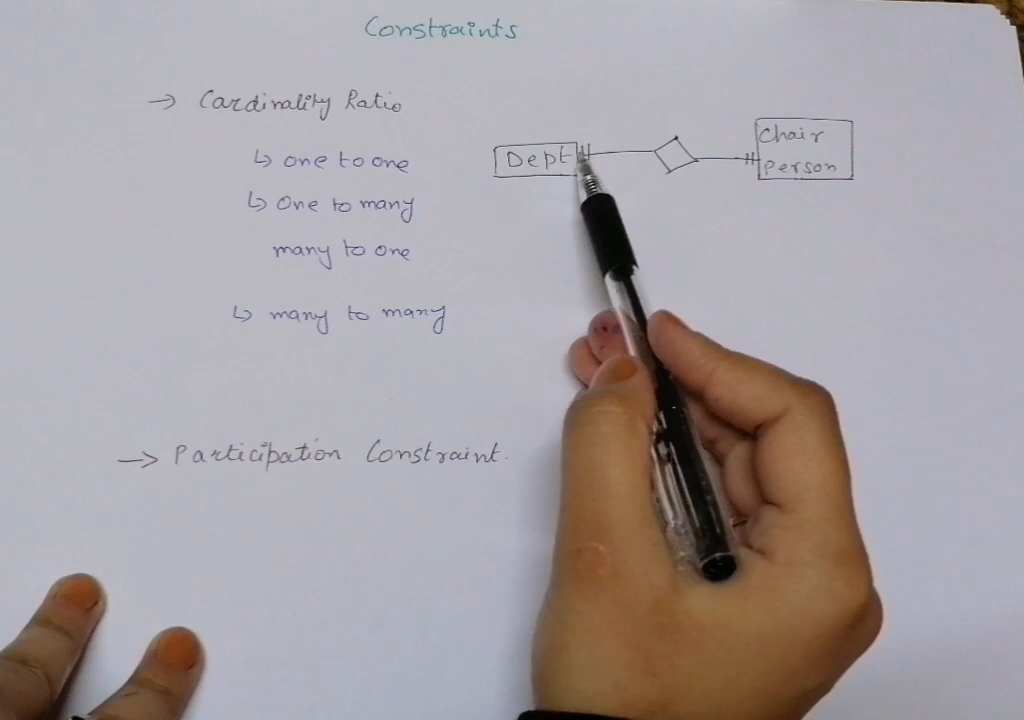 Constraints
→ Cardinality Ratio
↳ one to one
↳ One to many
many to one
↳ many to many
Dept
Chair
person
→ Participation Constraint.